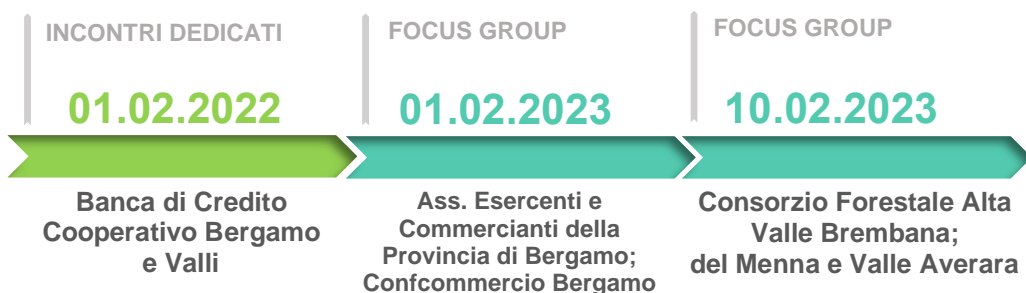 INCONTRI DEDICATI
01.02.2022
Banca di Credito
Cooperativo Bergamo
e Valli
FOCUS GROUP
01.02.2023
Ass. Esercenti e
Commercianti della
Provincia di Bergamo;
Confcommercio Bergamo
FOCUS GROUP
10.02.2023
Consorzio Forestale Alta
Valle Brembana;
del Menna e Valle Averara